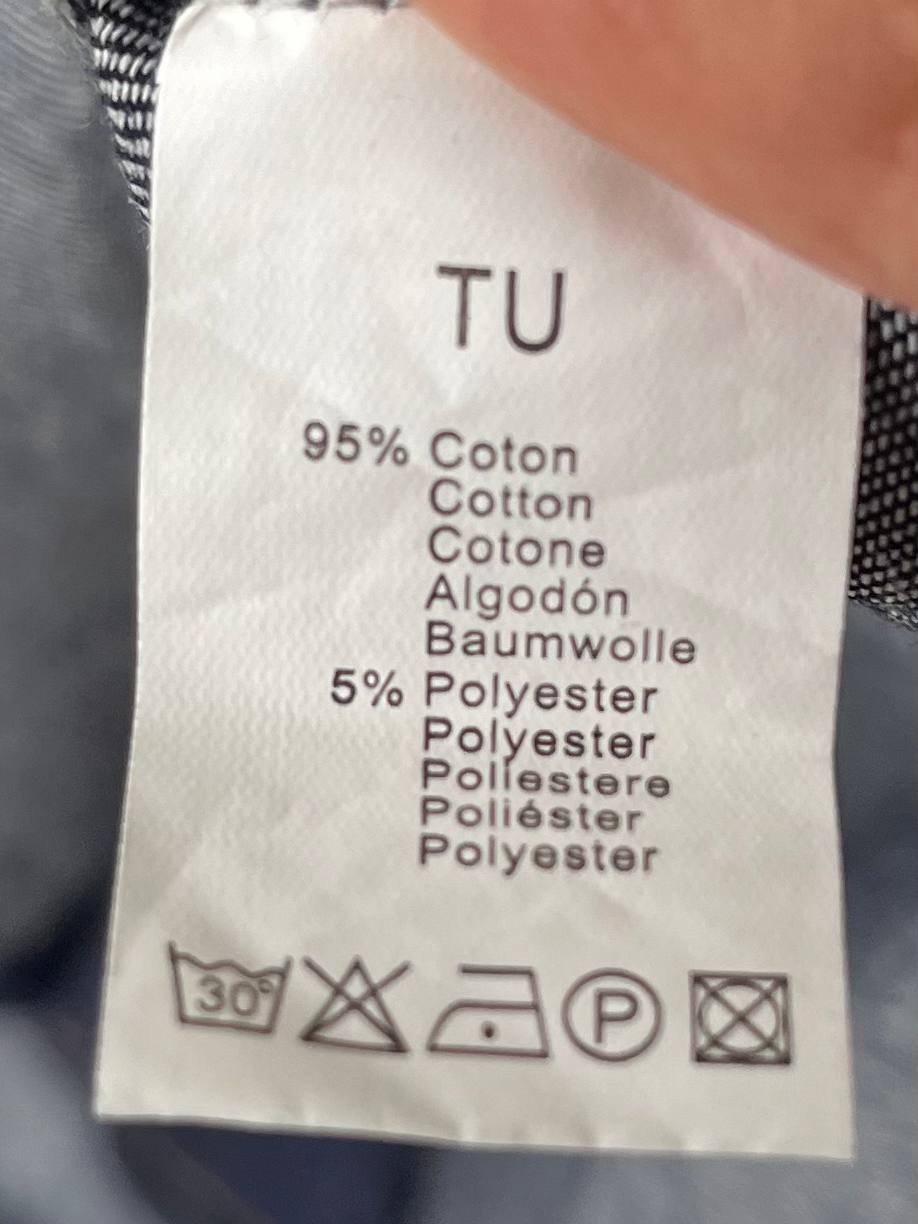 TU
95% Coton
Cotton
Cotone
Algodón
Baumwolle
5% Polyester
Polyester
Poliestere
Poliéster
Polyester
30° P